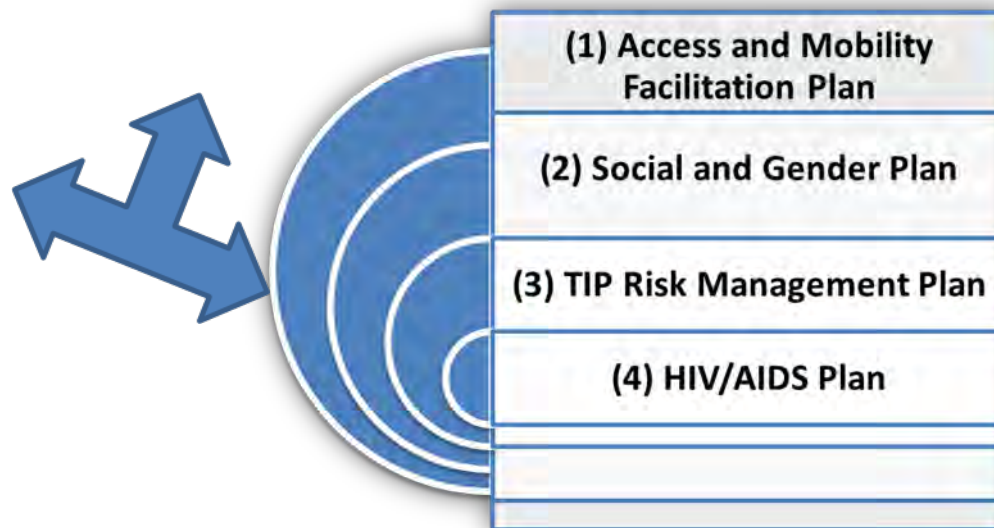 (1) Access and Mobility
Facilitation Plan
(2) Social and Gender Plan
(3) TIP Risk Management Plan
(4) HIV/AIDS Plan